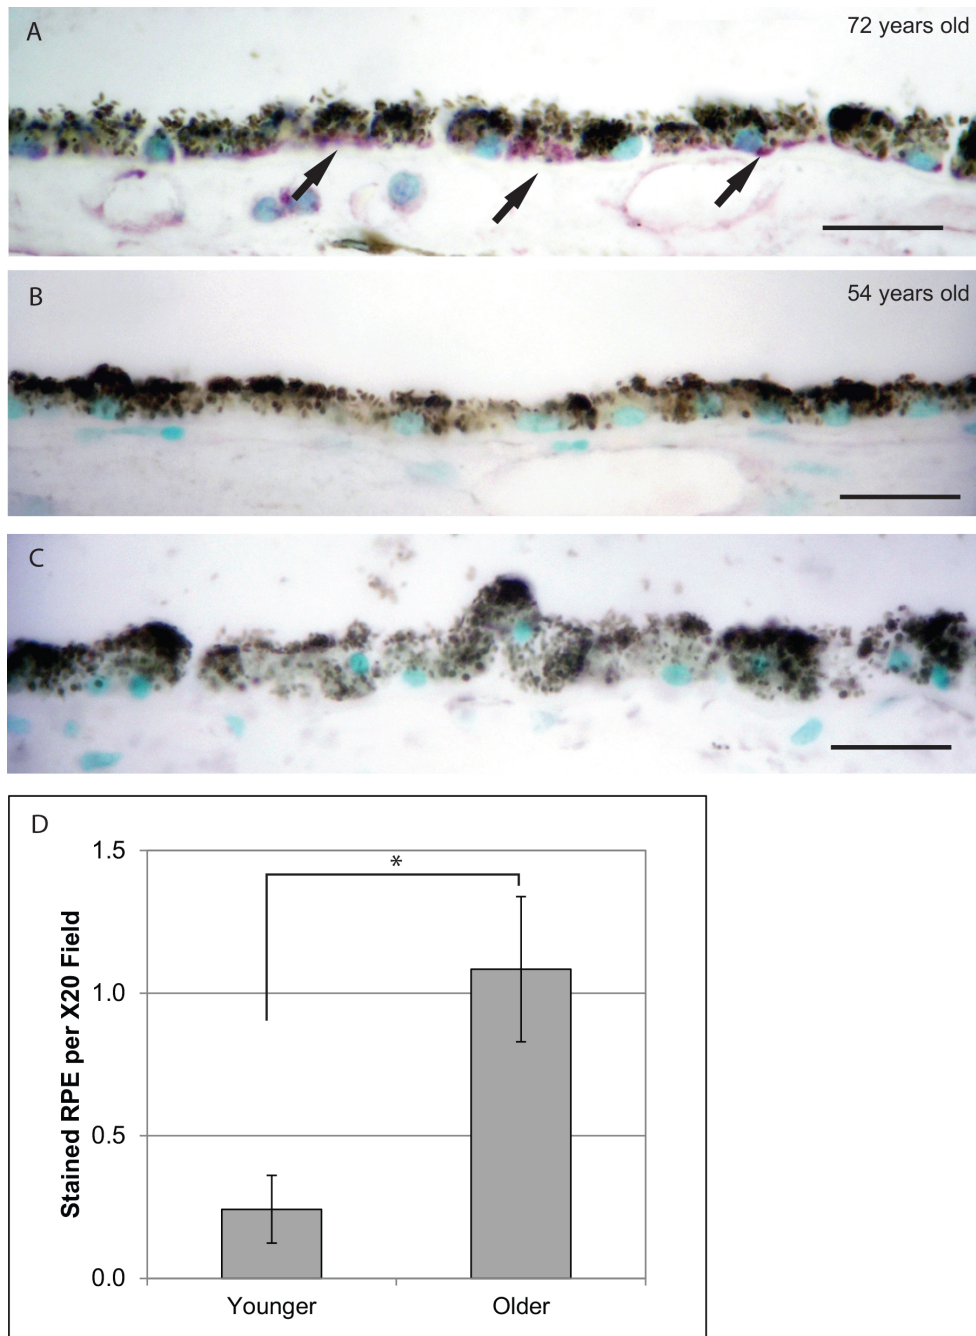 A
72 years old
B
54 years old
C
D
1.5
*
1.0
0.5
0.0
Stained RPE per X20 Field
Younger
Older